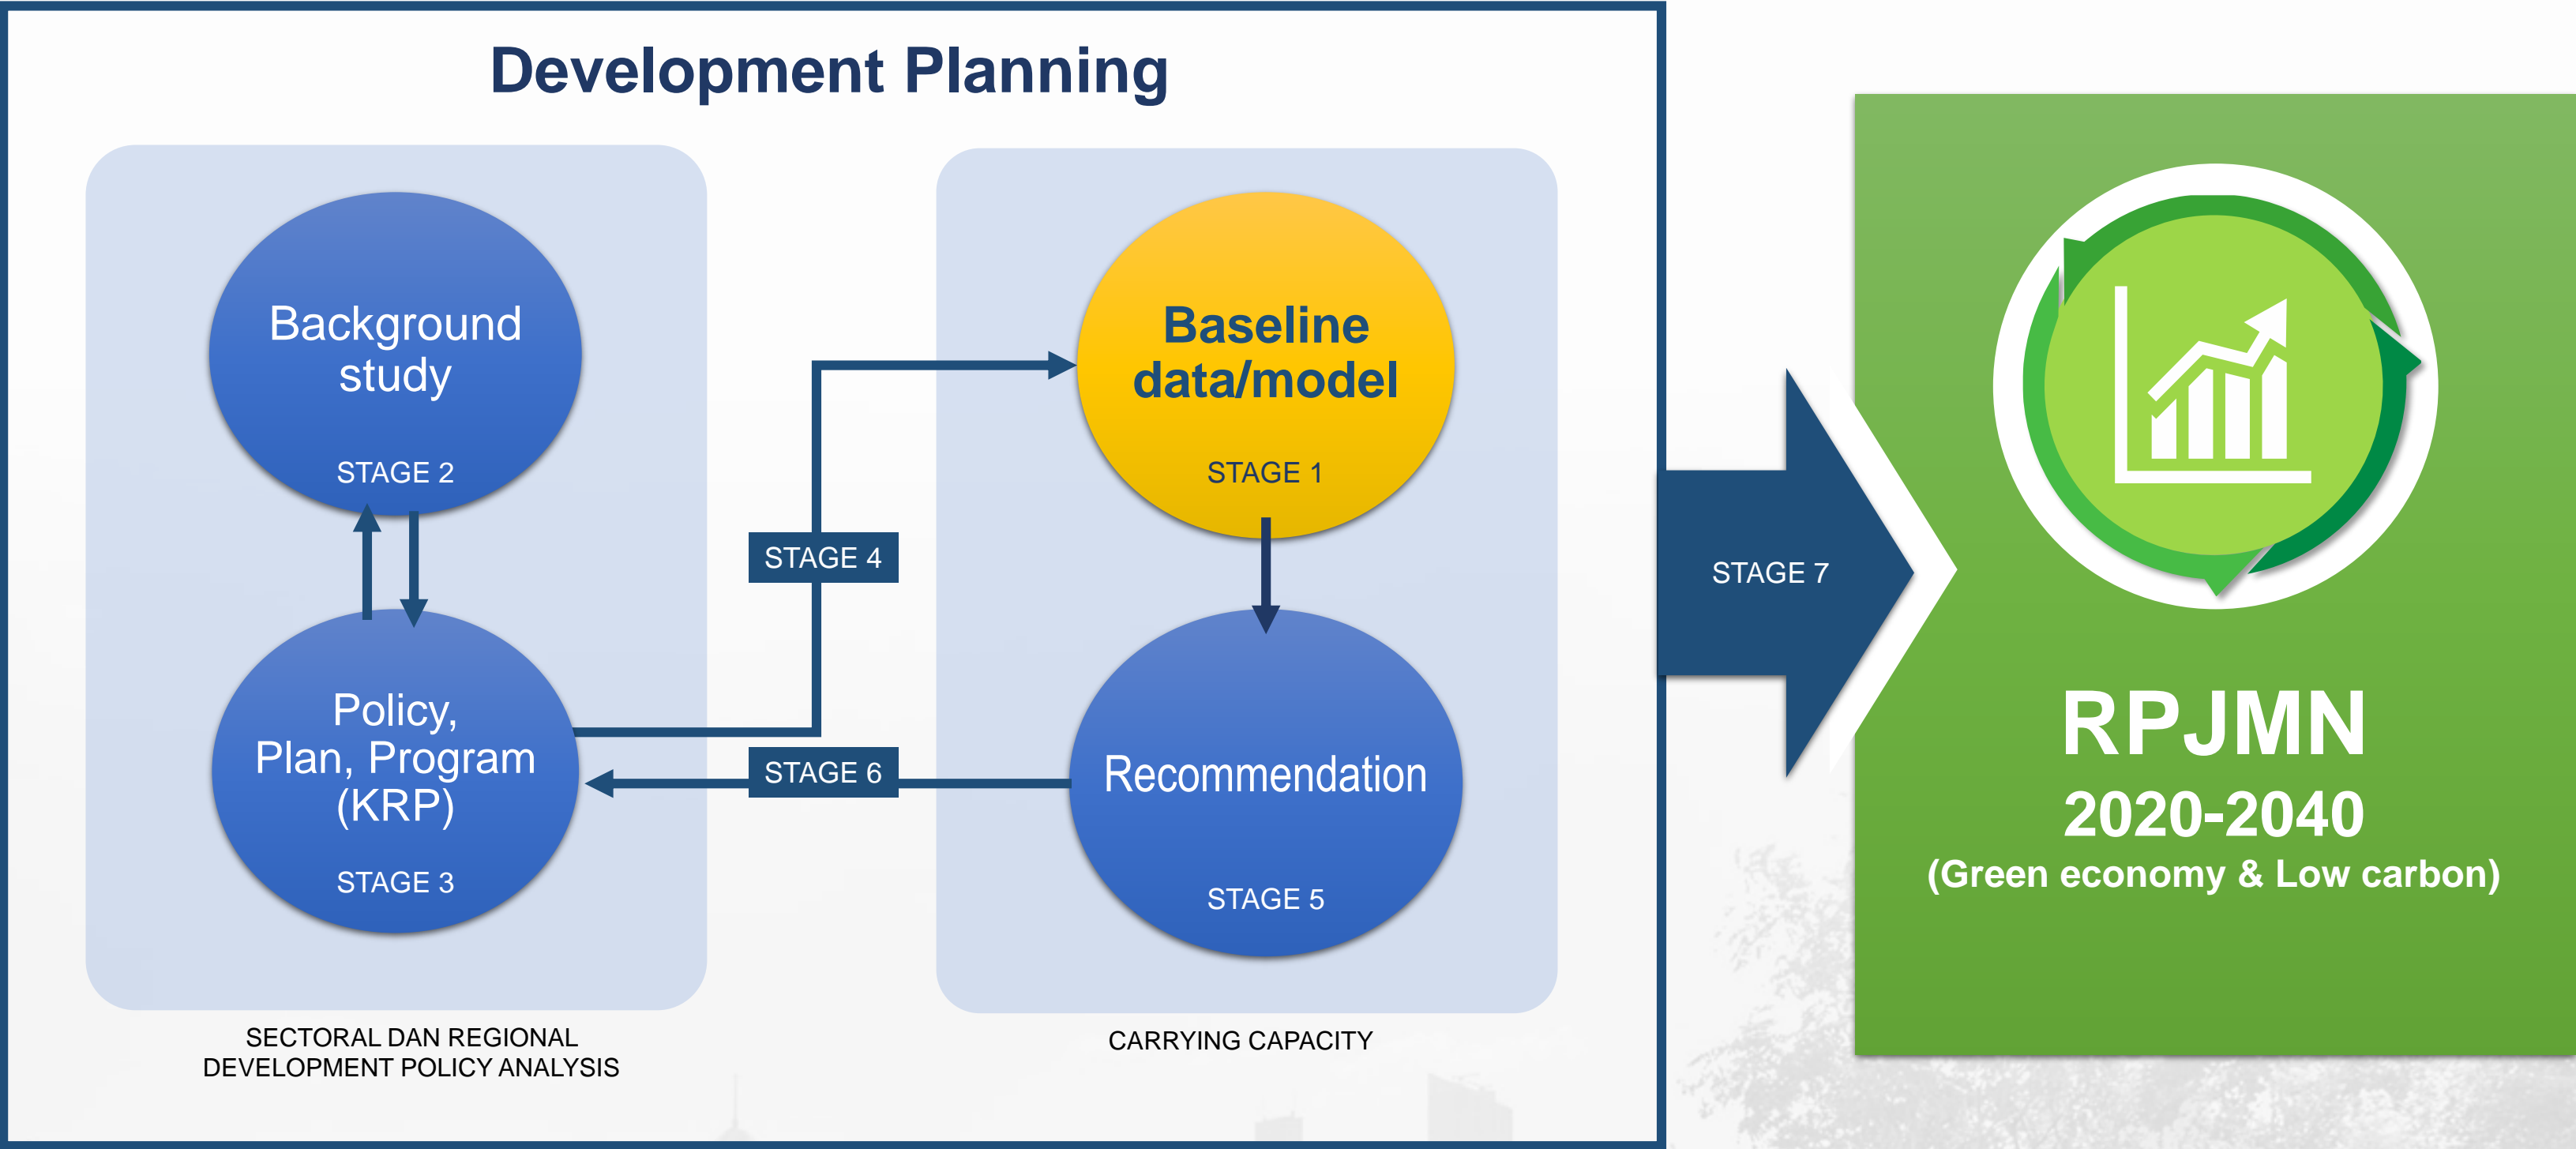 Development Planning
Background
study
STAGE 2
Policy,
Plan, Program
(KRP)
STAGE 3
SECTORAL DAN REGIONAL
DEVELOPMENT POLICY ANALYSIS
STAGE 4
STAGE 6
Baseline
data/model
STAGE 1
Recommendation
STAGE 5
CARRYING CAPACITY
STAGE 7
RPJMN
2020-2040
(Green economy & Low carbon)